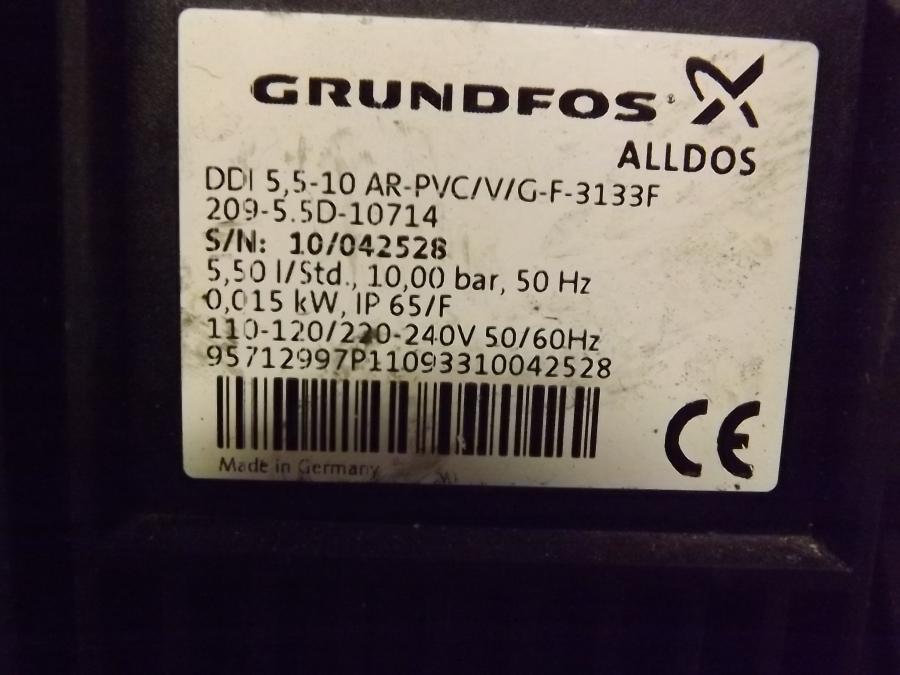 GRUNDFOS
ALLDOS
DDI 5,5-10 AR-PVC/V/G-F-3133F
209-5.5D-10714
S/N: 10/042528
5,50 l/Std., 10,00 bar, 50 Hz
0,015 kW, IP 65/F
110-120/220-240V 50/60Hz
95712997P11093310042528
CE
Made in Germany